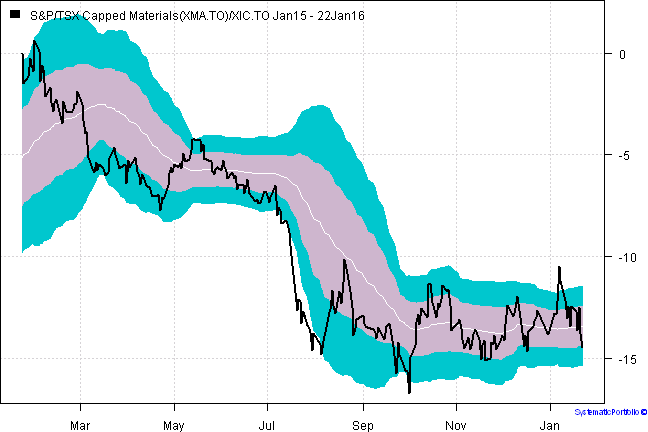 S&P/TSX Capped Materials(XMA.TO)/XIC.TO Jan15 - 22Jan16
0
-5
-10
-15
Mar May Jul Sep Nov Jan
SystematicPortfolio ©